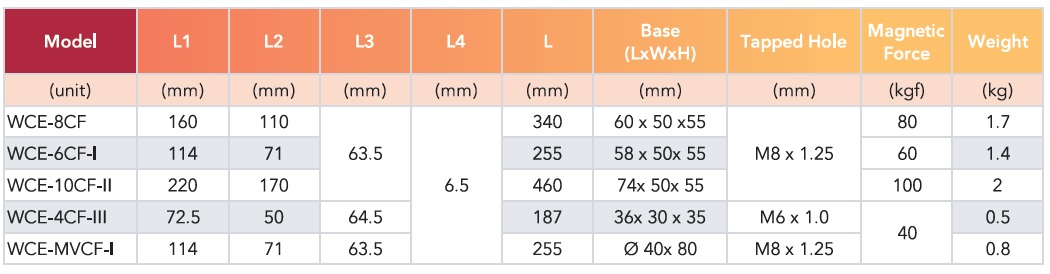 Model L1 L2 L3 L4 L Base (LxWxH) Tapped Hole Magnetic Force Weight
(unit) (mm) (mm) (mm) (mm) (mm) (mm) (mm) (kgf) (kg)
WCE-8CF 160 110 340 60 x 50 x55 80 1.7
WCE-6CF-I 114 71 63.5 255 58 x 50x 55 M8 x 1.25 60 1.4
WCE-10CF-II 220 170 6.5 460 74x 50x 55 100 2
WCE-4CF-III 72.5 50 64.5 187 36x 30 x 35 M6 x 1.0 40 0.5
WCE-MVCF-I 114 71 63.5 255 Ø 40x 80 M8 x 1.25 0.8